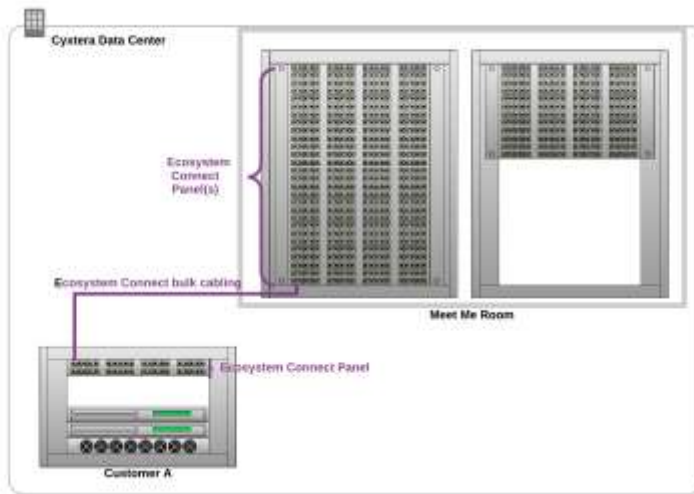 Cyxtera Data Center
Ecosystem
Connect
Panel(s)
Ecosystem Connect bulk cabling
Meet Me Room
Ecosystem Connect Panel
Customer A